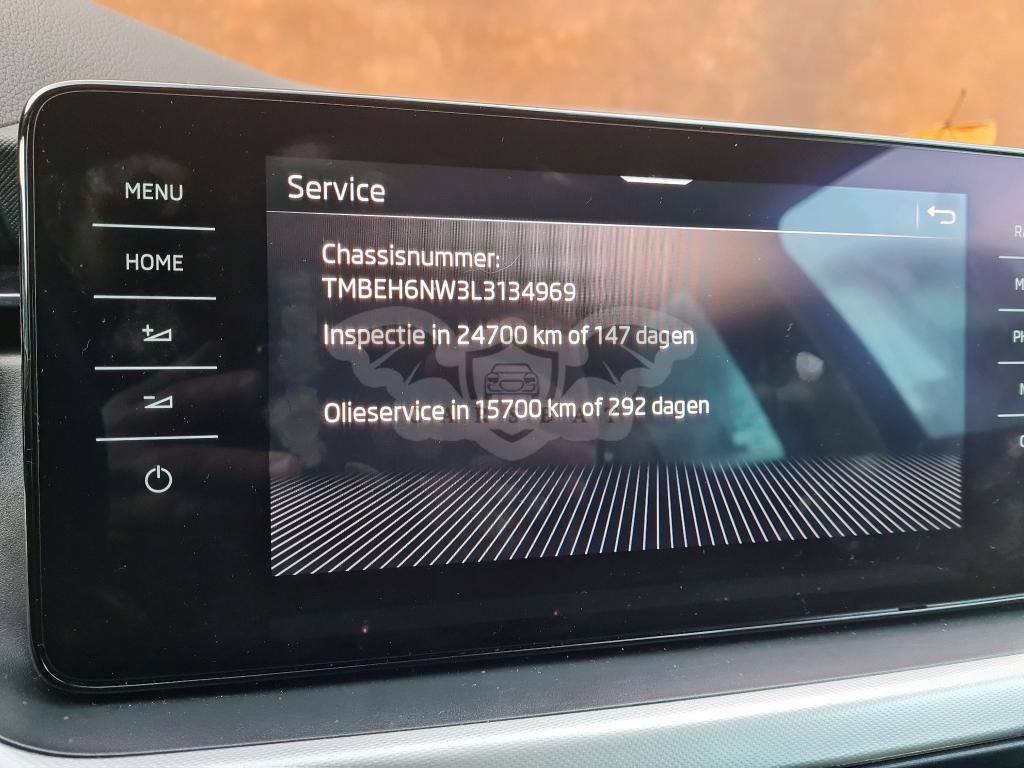 MENU
HOME
Service
Chassisnummer:
TMBEH6NW3L3134969
Inspectie in 24700 km of 147 dagen
Olieservice in 15700 km of 292 dagen